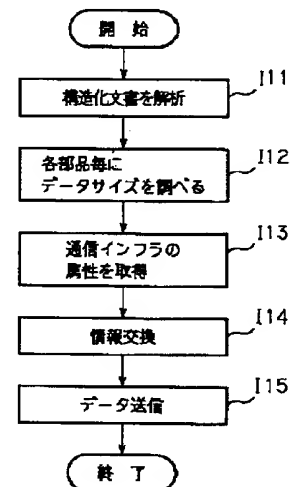 開 始
構造化文書を解析
I11
各部品毎に
データサイズを調べる
I12
通信インフラの
属性を取得
I13
情報交換
I14
データ送信
I15
終 了